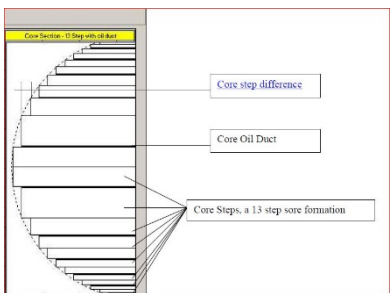 Core Section - 13 Step with oil duct
Core step difference
Core Oil Duct
Core Steps, a 13 step sore formation